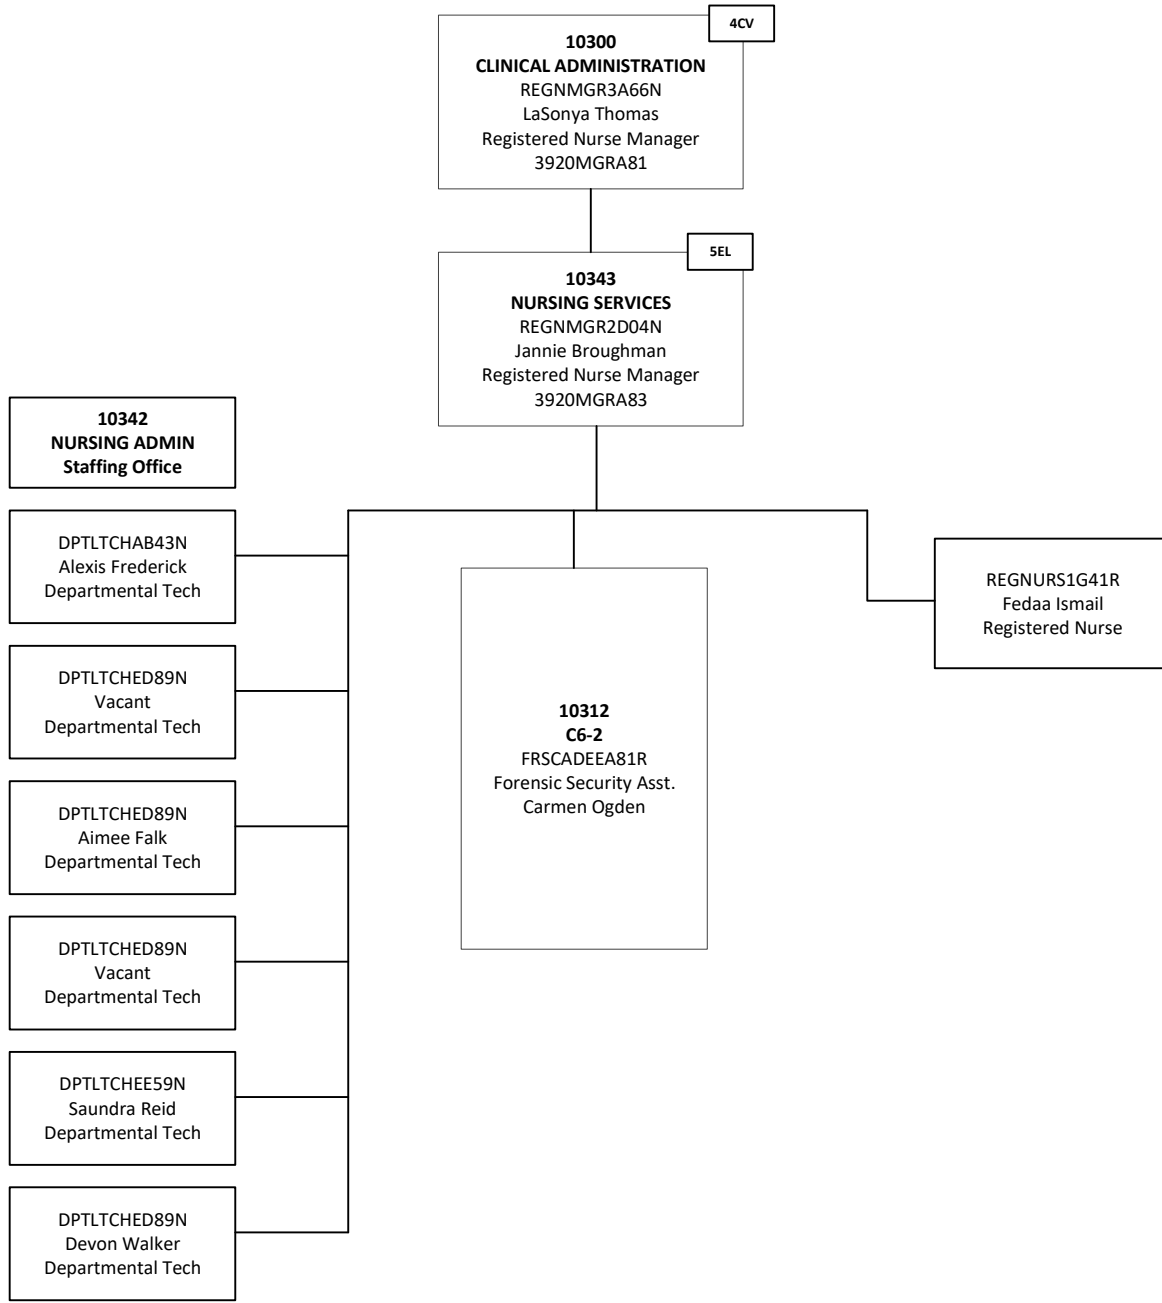 4CV
10300
CLINICAL ADMINISTRATION
REGNMGR3A66N
LaSonya Thomas
Registered Nurse Manager
3920MGRA81
5EL
10343
NURSING SERVICES
REGNMGR2D04N
Jannie Broughman
Registered Nurse Manager
3920MGRA83
10342
NURSING ADMIN
Staffing Office
DPTLTCHAB43N
Alexis Frederick
Departmental Tech
DPTLTCHED89N
Vacant
Departmental Tech
DPTLTCHED89N
Aimee Falk
Departmental Tech
DPTLTCHED89N
Vacant
Departmental Tech
DPTLTCHEE59N
Saundra Reid
Departmental Tech
DPTLTCHED89N
Devon Walker
Departmental Tech
10312
C6-2
FRSCADEEA81R
Forensic Security Asst.
Carmen Ogden
REGNURS1G41R
Fedaa Ismail
Registered Nurse